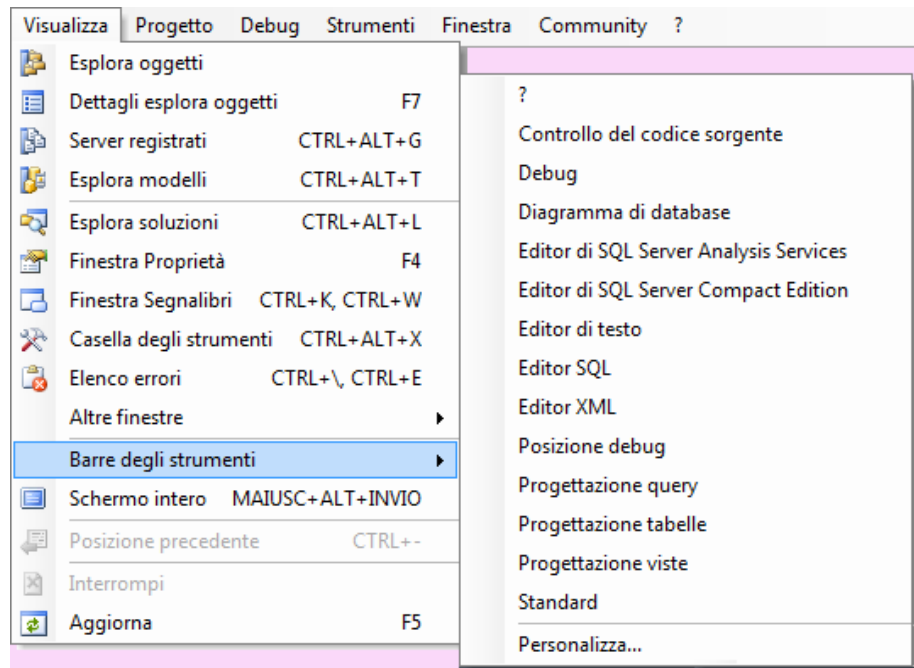 Visualizza Progetto Debug Strumenti Finestra Community ?
Esplora oggetti
Dettagli esplora oggetti F7
Server registrati CTRL+ALT+G
Esplora modelli CTRL+ALT+T
Esplora soluzioni CTRL+ALT+L
Finestra Proprietà F4
Finestra Segnalibri CTRL+K, CTRL+W
Casella degli strumenti CTRL+ALT+X
Elenco errori CTRL+\, CTRL+E
Altre finestre
Barre degli strumenti
Schermo intero MAIUSC+ALT+INVIO
Posizione precedente CTRL+-
Interrompi
Aggiorna F5
?
Controllo del codice sorgente
Debug
Diagramma di database
Editor di SQL Server Analysis Services
Editor di SQL Server Compact Edition
Editor di testo
Editor SQL
Editor XML
Posizione debug
Progettazione query
Progettazione tabelle
Progettazione viste
Standard
Personalizza...